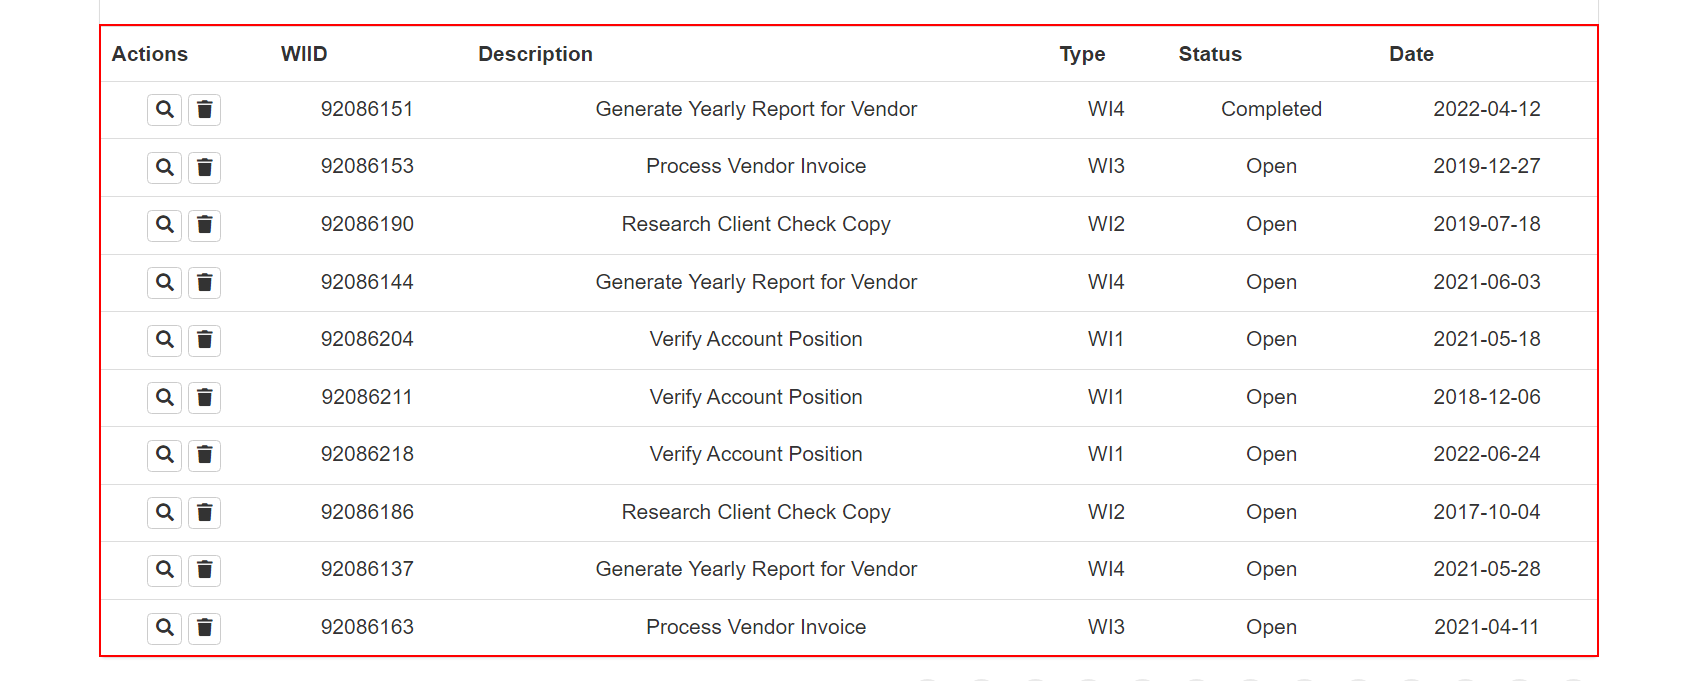 Actions WIID Description Type Status Date
92086151 Generate Yearly Report for Vendor WI4 Completed 2022-04-12
92086153 Process Vendor Invoice WI3 Open 2019-12-27
92086190 Research Client Check Copy WI2 Open 2019-07-18
92086144 Generate Yearly Report for Vendor WI4 Open 2021-06-03
92086204 Verify Account Position WI1 Open 2021-05-18
92086211 Verify Account Position WI1 Open 2018-12-06
92086218 Verify Account Position WI1 Open 2022-06-24
92086186 Research Client Check Copy WI2 Open 2017-10-04
92086137 Generate Yearly Report for Vendor WI4 Open 2021-05-28
92086163 Process Vendor Invoice WI3 Open 2021-04-11